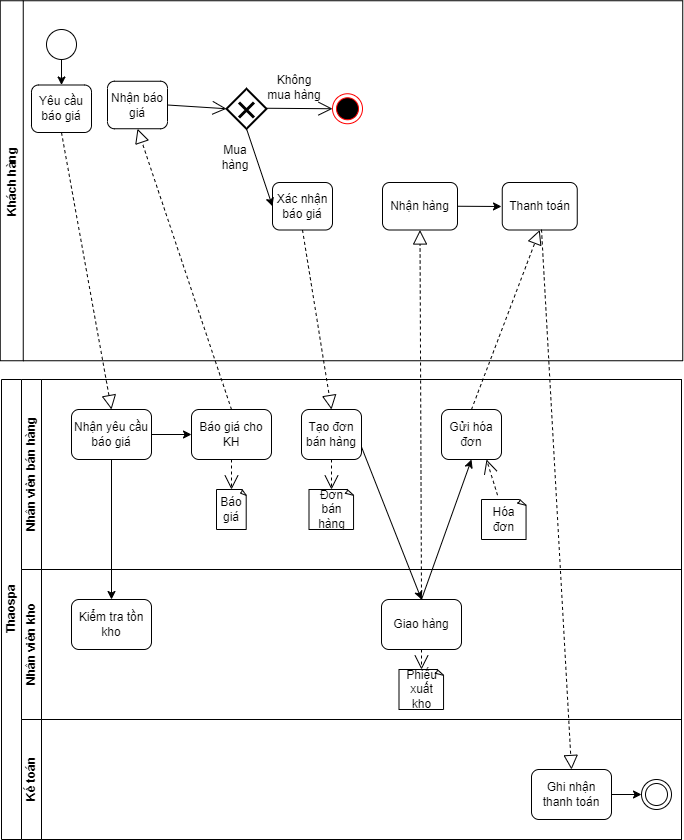 Khách hàng
Yêu cầu
báo giá
Nhận báo
giá
Không
mua hàng
Mua
hàng
Xác nhận
báo giá
Nhận hàng
Thanh toán
Thaospa
Nhân viên bán hàng
Nhận yêu cầu
báo giá
Báo giá cho
KH
Tạo đơn
bán hàng
Gửi hóa
đơn
Báo
giá
Đơn
bán
hàng
Hóa
đơn
Nhân viên kho
Kiểm tra tồn
kho
Giao hàng
Phiếu
xuất
kho
Kế toán
Ghi nhận
thanh toán